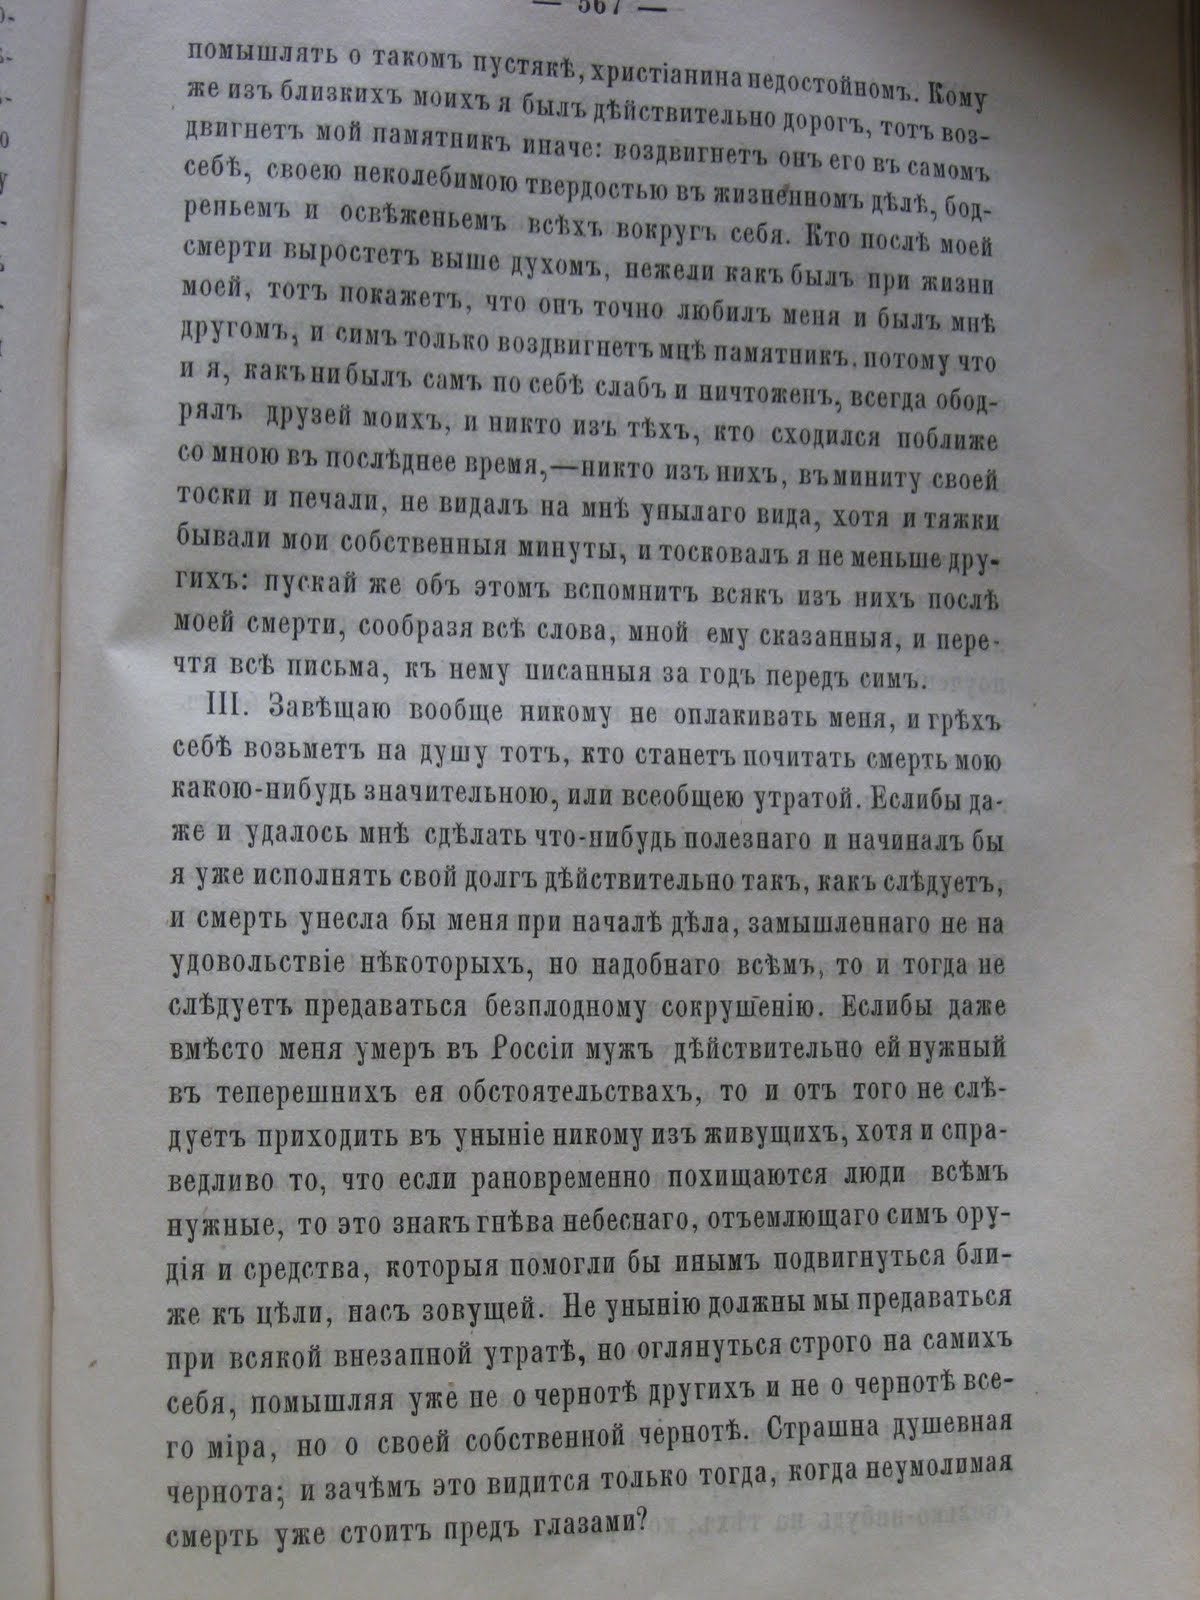 — 567 —
помышлять о такомъ пустякѣ, христіанина недостойномъ. Кому
же изъ близкихъ моихъ я былъ дѣйствительно дорогъ, тотъ воз-
двигнетъ мой памятникъ иначе: воздвигнетъ онъ его въ самомъ
себѣ, своею неколебимою твердостью въ жизненномъ дѣлѣ, бод-
реньемъ и освѣженьемъ всѣхъ вокругъ себя. Кто послѣ моей
смерти выростетъ выше духомъ, нежели какъ былъ при жизни
моей, тотъ покажетъ, что онъ точно любилъ меня и былъ мнѣ
другомъ, и симъ только воздвигнетъ мнѣ памятникъ, потому что
и я, какъ ни былъ самъ по себѣ слабъ и ничтоженъ, всегда обод-
рялъ друзей моихъ, и никто изъ тѣхъ, кто сходился поближе
со мною въ послѣднее время,—никто изъ нихъ, въ миниту своей
тоски и печали, не видалъ на мнѣ унылаго вида, хотя и тяжки
бывали мои собственныя минуты, и тосковалъ я не меньше дру-
гихъ: пускай же объ этомъ вспомнитъ всякъ изъ нихъ послѣ
моей смерти, сообразя всѣ слова, мной ему сказанныя, и пере-
чтя всѣ письма, къ нему писанныя за годъ передъ симъ.
III. Завѣщаю вообще никому не оплакивать меня, и грѣхъ
себѣ возьметъ на душу тотъ, кто станетъ почитать смерть мою
какою-нибудь значительною, или всеобщею утратой. Еслибы да-
же и удалось мнѣ сдѣлать что-нибудь полезнаго и начиналъ бы
я уже исполнять свой долгъ дѣйствительно такъ, какъ слѣдуетъ,
и смерть унесла бы меня при началѣ дѣла, замышленнаго не на
удовольствіе нѣкоторыхъ, но надобнаго всѣмъ, то и тогда не
слѣдуетъ предаваться безплодному сокрушенію. Еслибы даже
вмѣсто меня умеръ въ Россіи мужъ дѣйствительно ей нужный
въ теперешнихъ ея обстоятельствахъ, то и отъ того не слѣ-
дуетъ приходить въ уныніе никому изъ живущихъ, хотя и спра-
ведливо то, что если рановременно похищаются люди всѣмъ
нужные, то это знакъ гнѣва небеснаго, отъемлющаго симъ ору-
дія и средства, которыя помогли бы инымъ подвигнуться бли-
же къ цѣли, насъ зовущей. Не унынію должны мы предаваться
при всякой внезапной утратѣ, но оглянуться строго на самихъ
себя, помышляя уже не о чернотѣ другихъ и не о чернотѣ все-
го міра, но о своей собственной чернотѣ. Страшна душевная
чернота; и зачѣмъ это видится только тогда, когда неумолимая
смерть уже стоитъ предъ глазами?